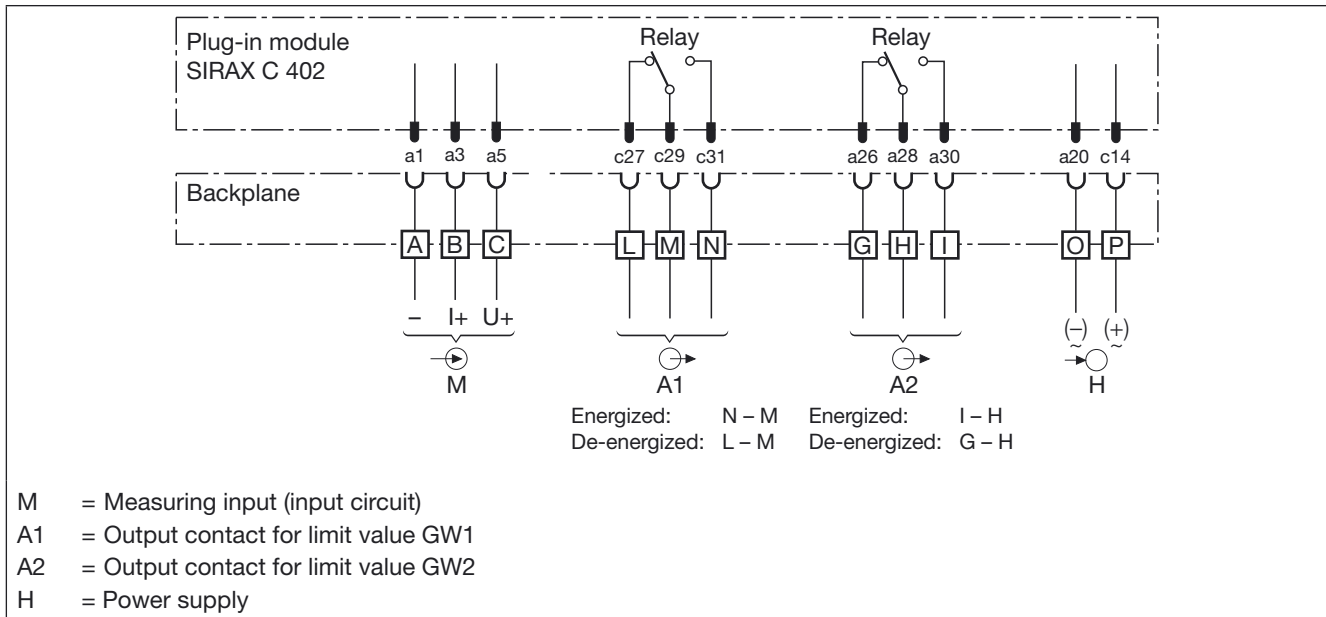 Plug-in module
SIRAX C 402
Relay
Relay
a1 a3 a5 c27 c29 c31 a26 a28 a30 a20 c14
Backplane
A B C L M N G H I O P
– I+ U+ (–) (+)
~ ~
M A1 A2 H
Energized: N – M Energized: I – H
De-energized: L – M De-energized: G – H
M = Measuring input (input circuit)
A1 = Output contact for limit value GW1
A2 = Output contact for limit value GW2
H = Power supply